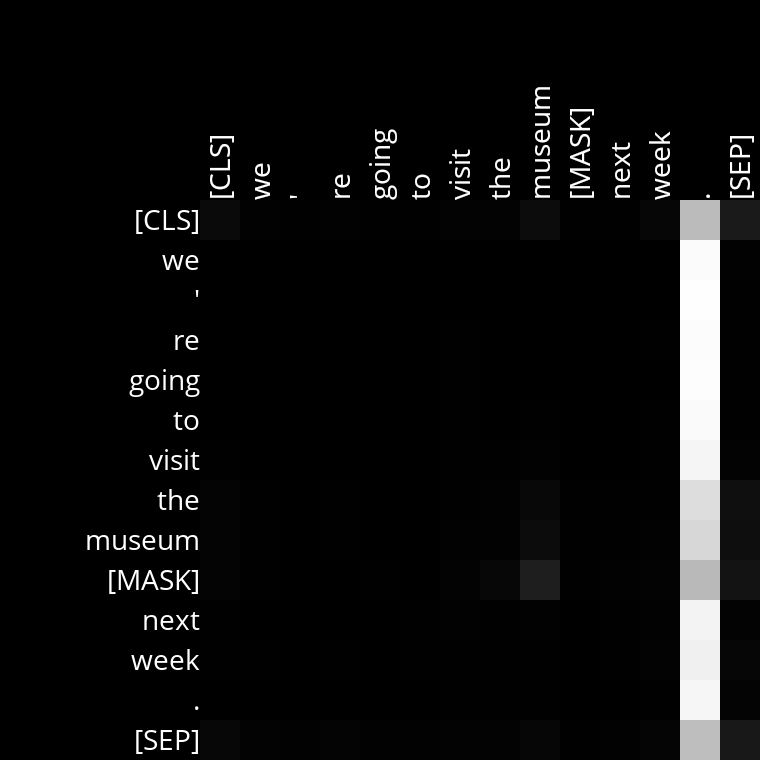 [CLS] we ' re going to visit the museum [MASK] next week . [SEP]
[CLS]
we
'
re
going
to
visit
the
museum
[MASK]
next
week
.
[SEP]